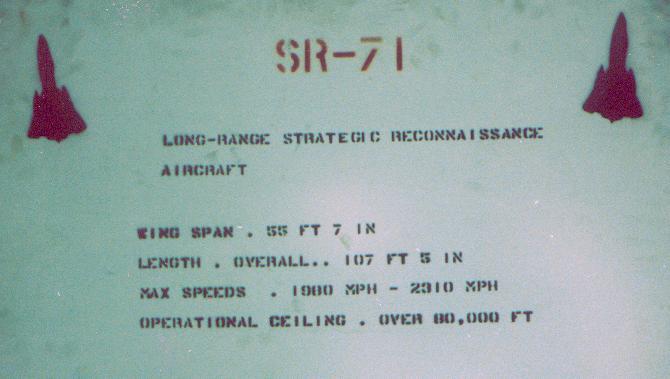 SR-71
LONG-RANGE STRATEGIC RECONNAISSANCE
AIRCRAFT
WING SPAN . 55 FT 7 IN
LENGTH . OVERALL.. 107 FT 5 IN
MAX SPEEDS . 1980 MPH - 2310 MPH
OPERATIONAL CEILING . OVER 80,000 FT